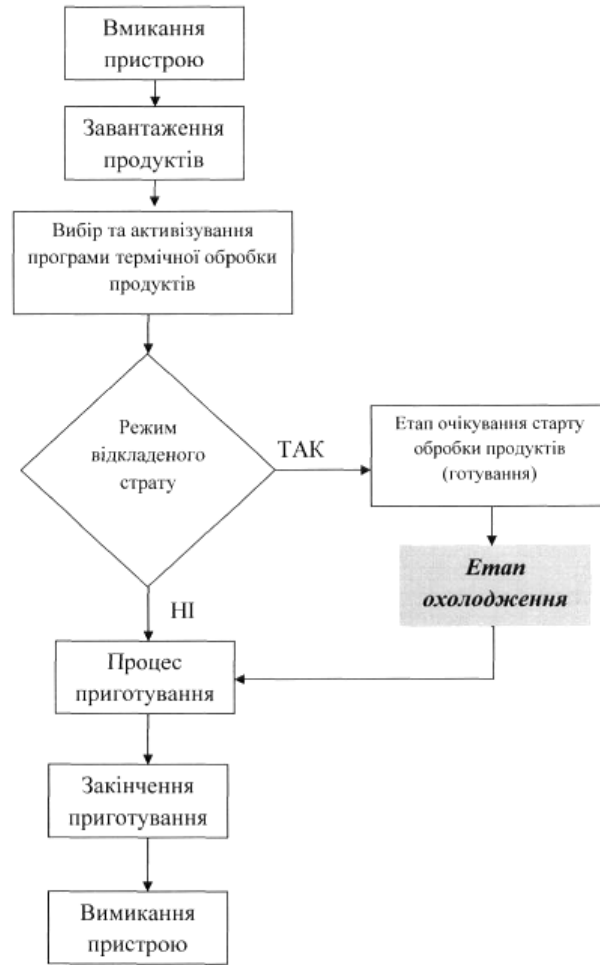 Вмикання
пристрою
Завантаження
продуктів
Вибір та активізування
програми термічної обробки
продуктів
Режим
відкладеного
страту
ТАК
Етап очікування старту
обробки продуктів
(готування)
Етап
охолодження
НІ
Процес
приготування
Закінчення
приготування
Вимикання
пристрою